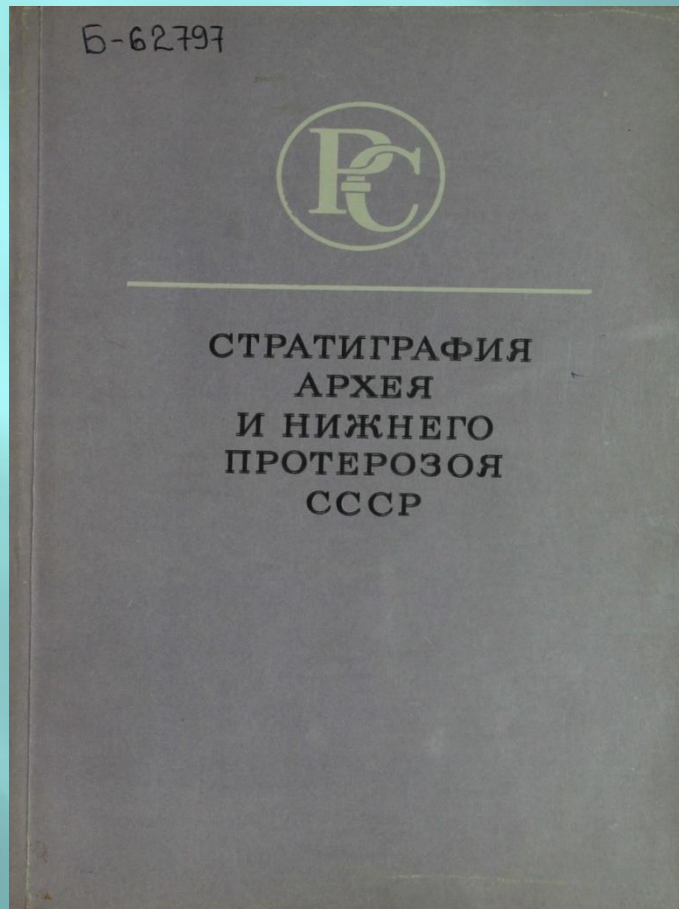 Б-62797
РС
СТРАТИГРАФИЯ
АРХЕЯ
И НИЖНЕГО
ПРОТЕРОЗОЯ
СССР